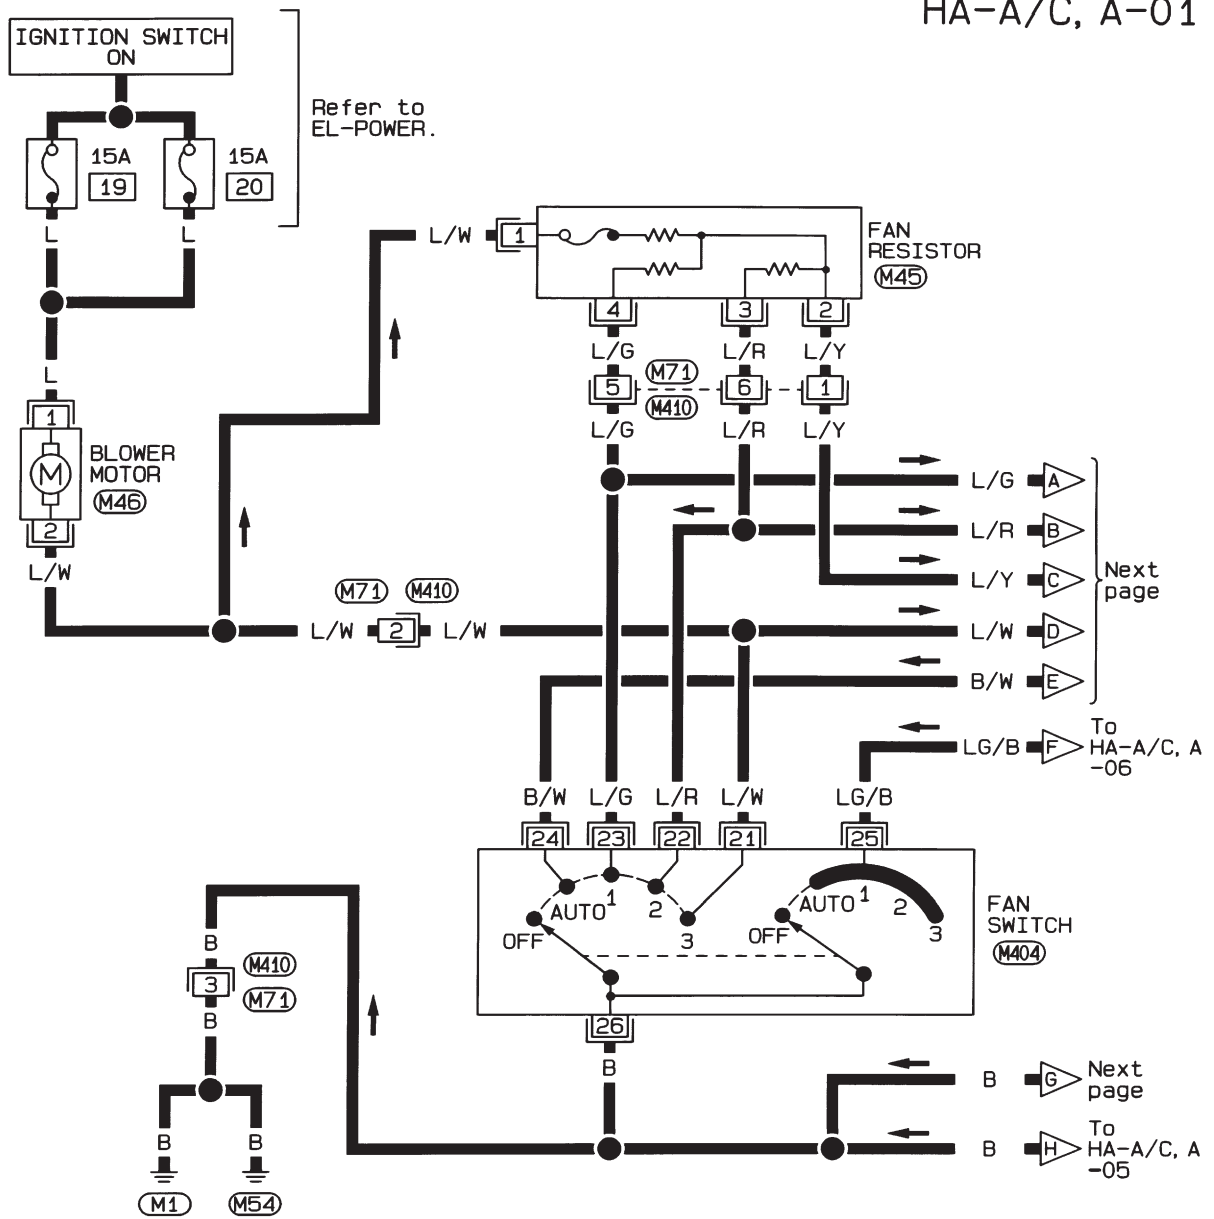 HA-A/C, A-01
IGNITION SWITCH
ON
Refer to
EL-POWER.
15A
19
15A
20
L
L
L/W
1
FAN
RESISTOR
M45
4
3
2
L/G
L/R
L/Y
L
M71
5
6
1
M410
1
L/G
L/R
L/Y
BLOWER
MOTOR
M
M46
L/G
A
2
L/R
B
L/W
L/Y
C
Next
page
M71
M410
L/W
2
L/W
L/W
D
B/W
E
LG/B
F
To
HA-A/C, A
-06
B/W
L/G
L/R
L/W
LG/B
24
23
22
21
25
AUTO
1
2
3
OFF
AUTO
1
2
3
OFF
FAN
SWITCH
M404
B
M410
3
M71
B
26
B
B
G
Next
page
B
B
B
H
To
HA-A/C, A
-05
M1
M54